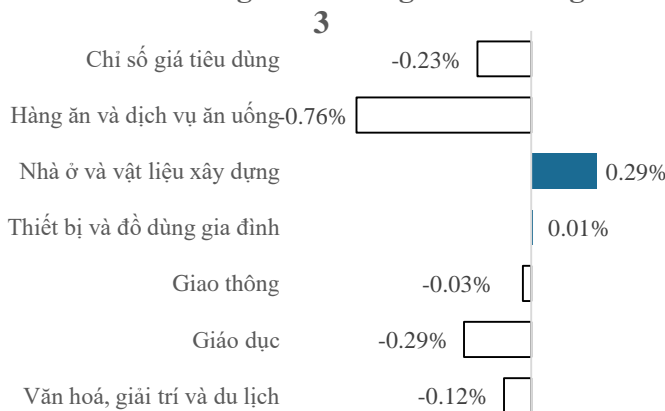 3
Chỉ số giá tiêu dùng -0.23%
Hàng ăn và dịch vụ ăn uống -0.76%
Nhà ở và vật liệu xây dựng 0.29%
Thiết bị và đồ dùng gia đình 0.01%
Giao thông -0.03%
Giáo dục -0.29%
Văn hoá, giải trí và du lịch -0.12%